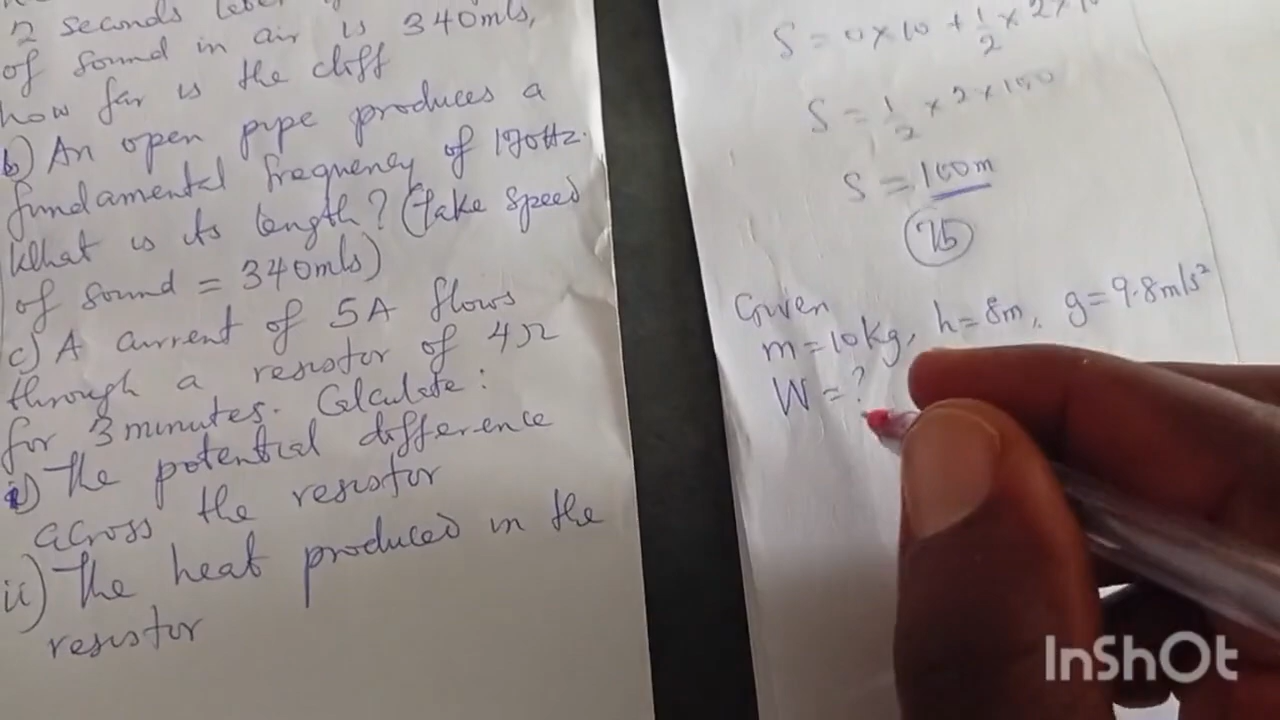 2 seconds later
of sound in air is 340m/s,
how far is the cliff
b) An open pipe produces a
fundamental frequency of 170Hz.
What is its length? (Take speed
of sound = 340m/s)
c) A current of 5A flows
through a resistor of 4Ω
for 3 minutes. Calculate:
i) The potential difference
across the resistor
ii) The heat produced in the
resistor
S = 0 × 10 + 1/2 × 2 × 10
S = 1/2 × 2 × 100
S = 100m
Given
m = 10kg, h = 8m, g = 9.8m/s²
W = ?
InShOt